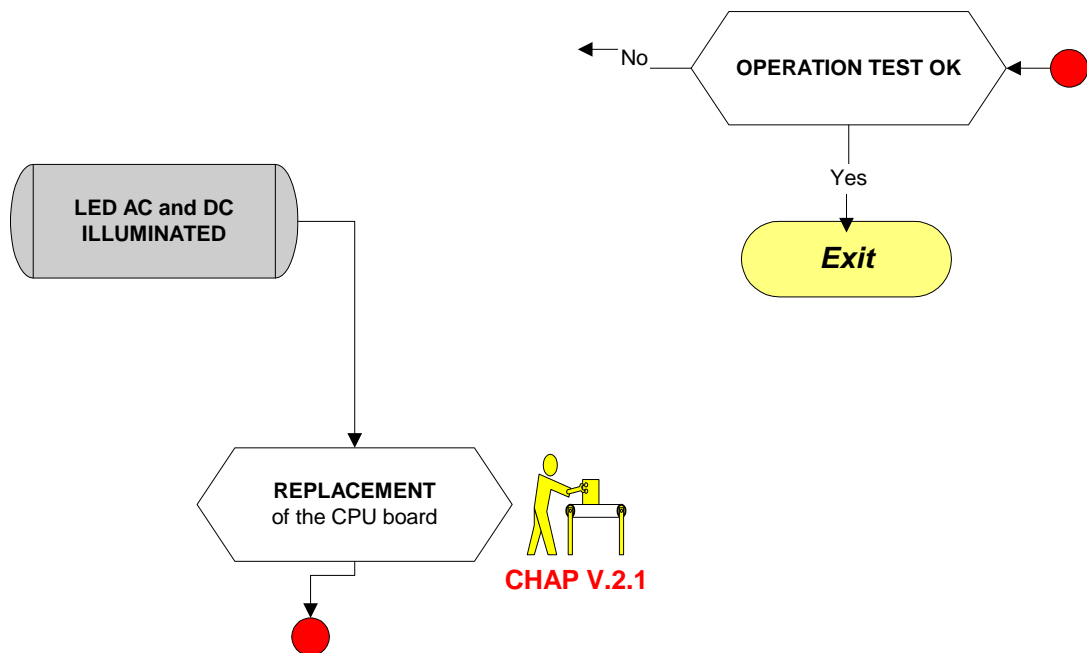 No
OPERATION TEST OK
Yes
Exit
LED AC and DC
ILLUMINATED
REPLACEMENT
of the CPU board
CHAP V.2.1